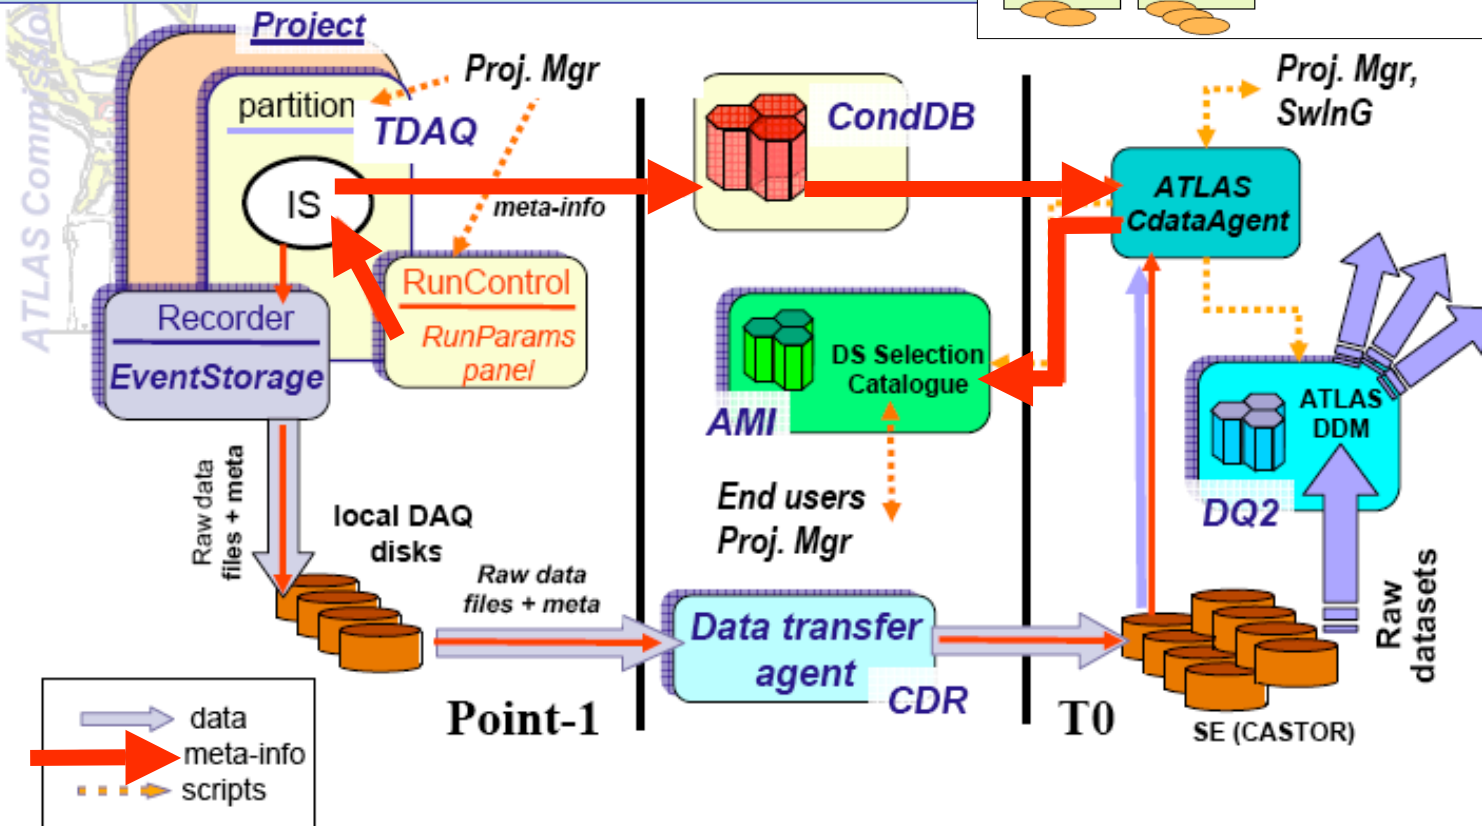 ATLAS Commission
Project
partition
TDAQ
IS
Proj. Mgr
meta-info
RunControl
RunParams
panel
Recorder
EventStorage
Raw data
files + meta
local DAQ
disks
Raw data
files + meta
CondDB
DS Selection
Catalogue
AMI
End users
Proj. Mgr
Data transfer
agent
CDR
Proj. Mgr,
SwInG
ATLAS
CdataAgent
ATLAS
DDM
DQ2
Raw
datasets
SE (CASTOR)
Point-1
T0
data
meta-info
scripts